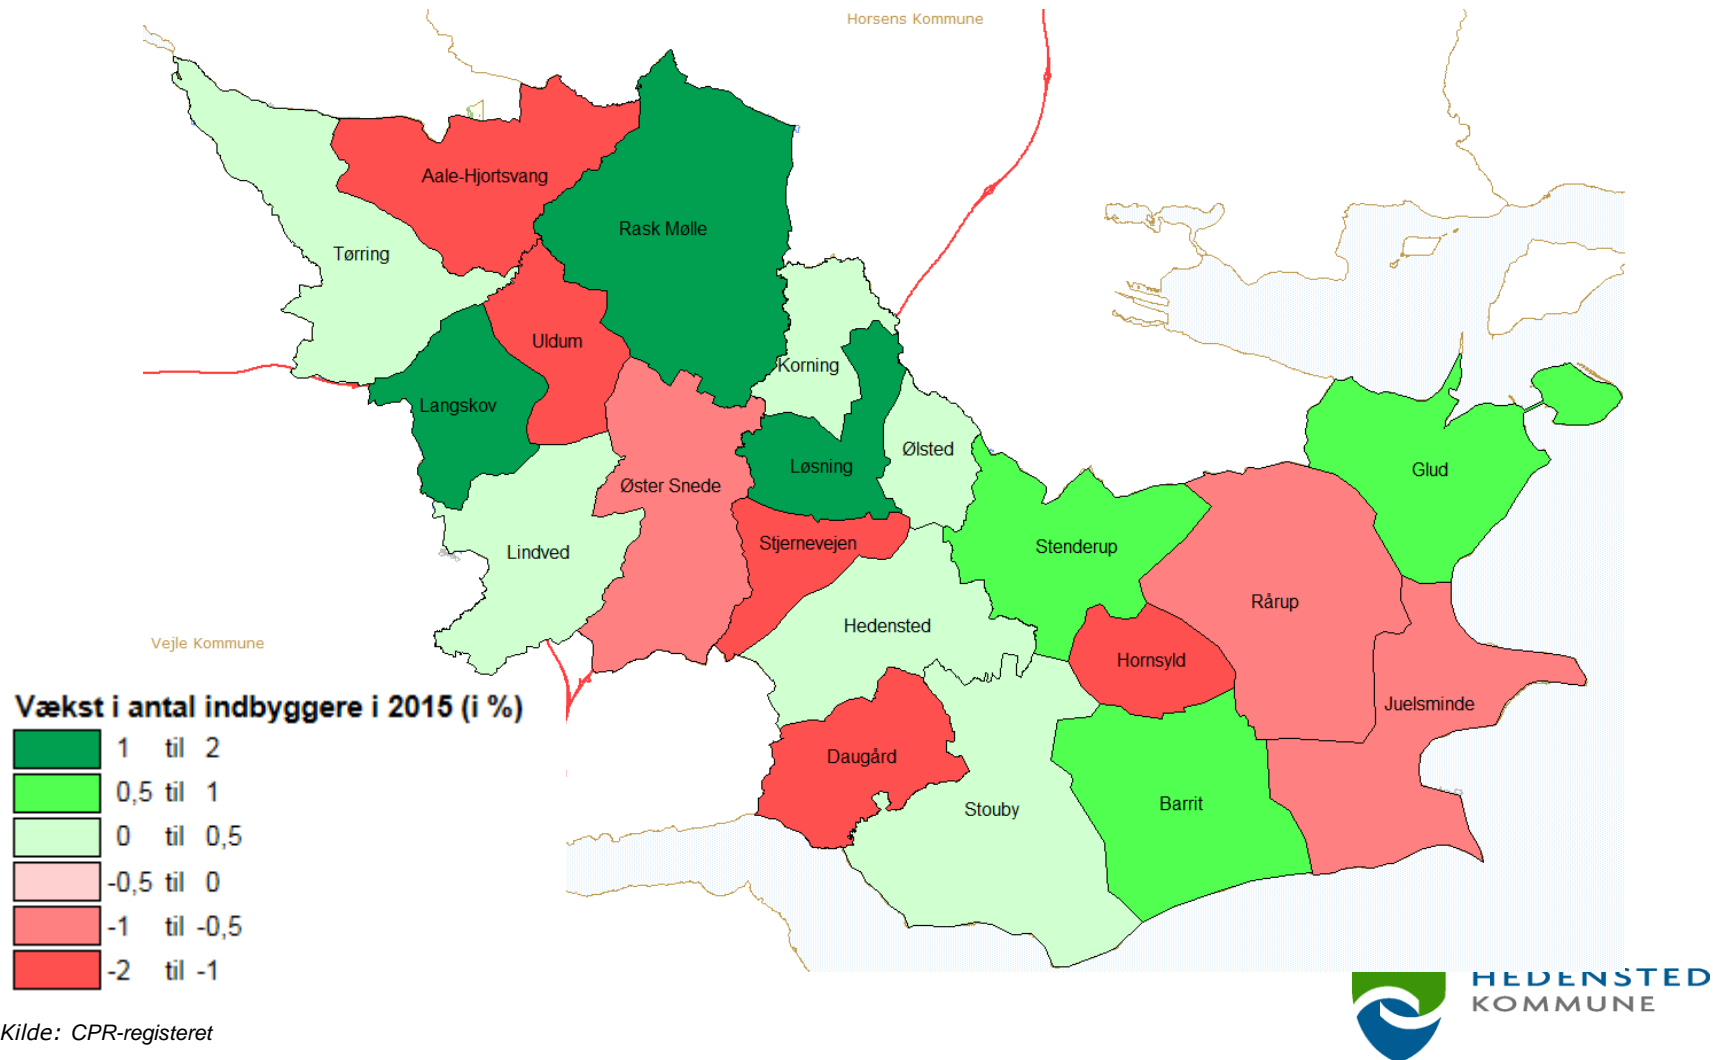 Horsens Kommune
Aale-Hjortsvang
Rask Mølle
Tørring
Uldum
Korning
Langskov
Ølsted
Løsning
Glud
Øster Snede
Stjernevejen
Stenderup
Lindved
Rårup
Hedensted
Vejle Kommune
Hornsyld
Juelsminde
Daugård
Barrit
Stouby
Vækst i antal indbyggere i 2015 (i %)
1 til 2
0,5 til 1
0 til 0,5
-0,5 til 0
-1 til -0,5
-2 til -1
HEDENSTED
KOMMUNE
Kilde: CPR-registeret